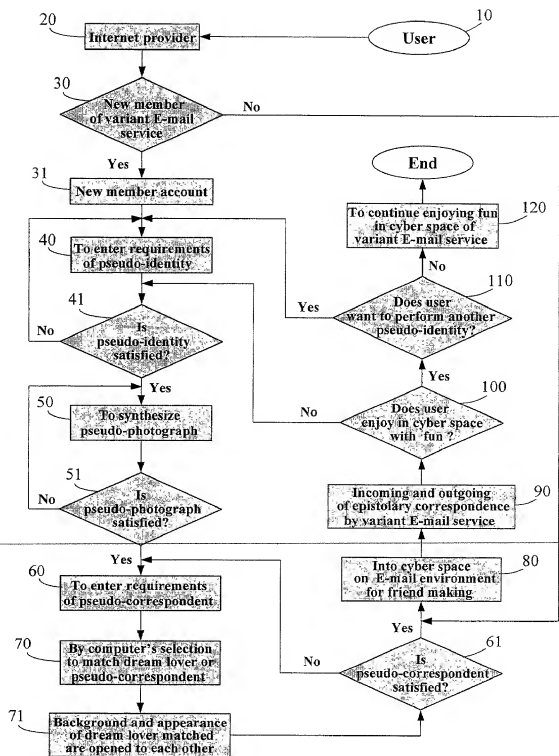 10
20
User
Internet provider
30
New member
of variant E-mail
service
No
Yes
31
New member account
End
40
To enter requirements
of pseudo-identity
To continue enjoying fun
in cyber space of
variant E-mail service
120
No
41
Is
pseudo-identity
satisfied?
No
Yes
110
Does user
want to perform another
pseudo-identity?
Yes
Yes
50
To synthesize
pseudo-photograph
100
Does user
enjoy in cyber space
with fun ?
No
51
Is
pseudo-photograph
satisfied?
No
Yes
Incoming and outgoing
of epistolary correspondence
by variant E-mail service
90
60
To enter requirements
of pseudo-correspondent
Into cyber space
on E-mail environment
for friend making
80
Yes
61
Is
pseudo-correspondent
satisfied?
No
70
By computer's selection
to match dream lover or
pseudo-correspondent
71
Background and appearance
of dream lover matched
are opened to each other